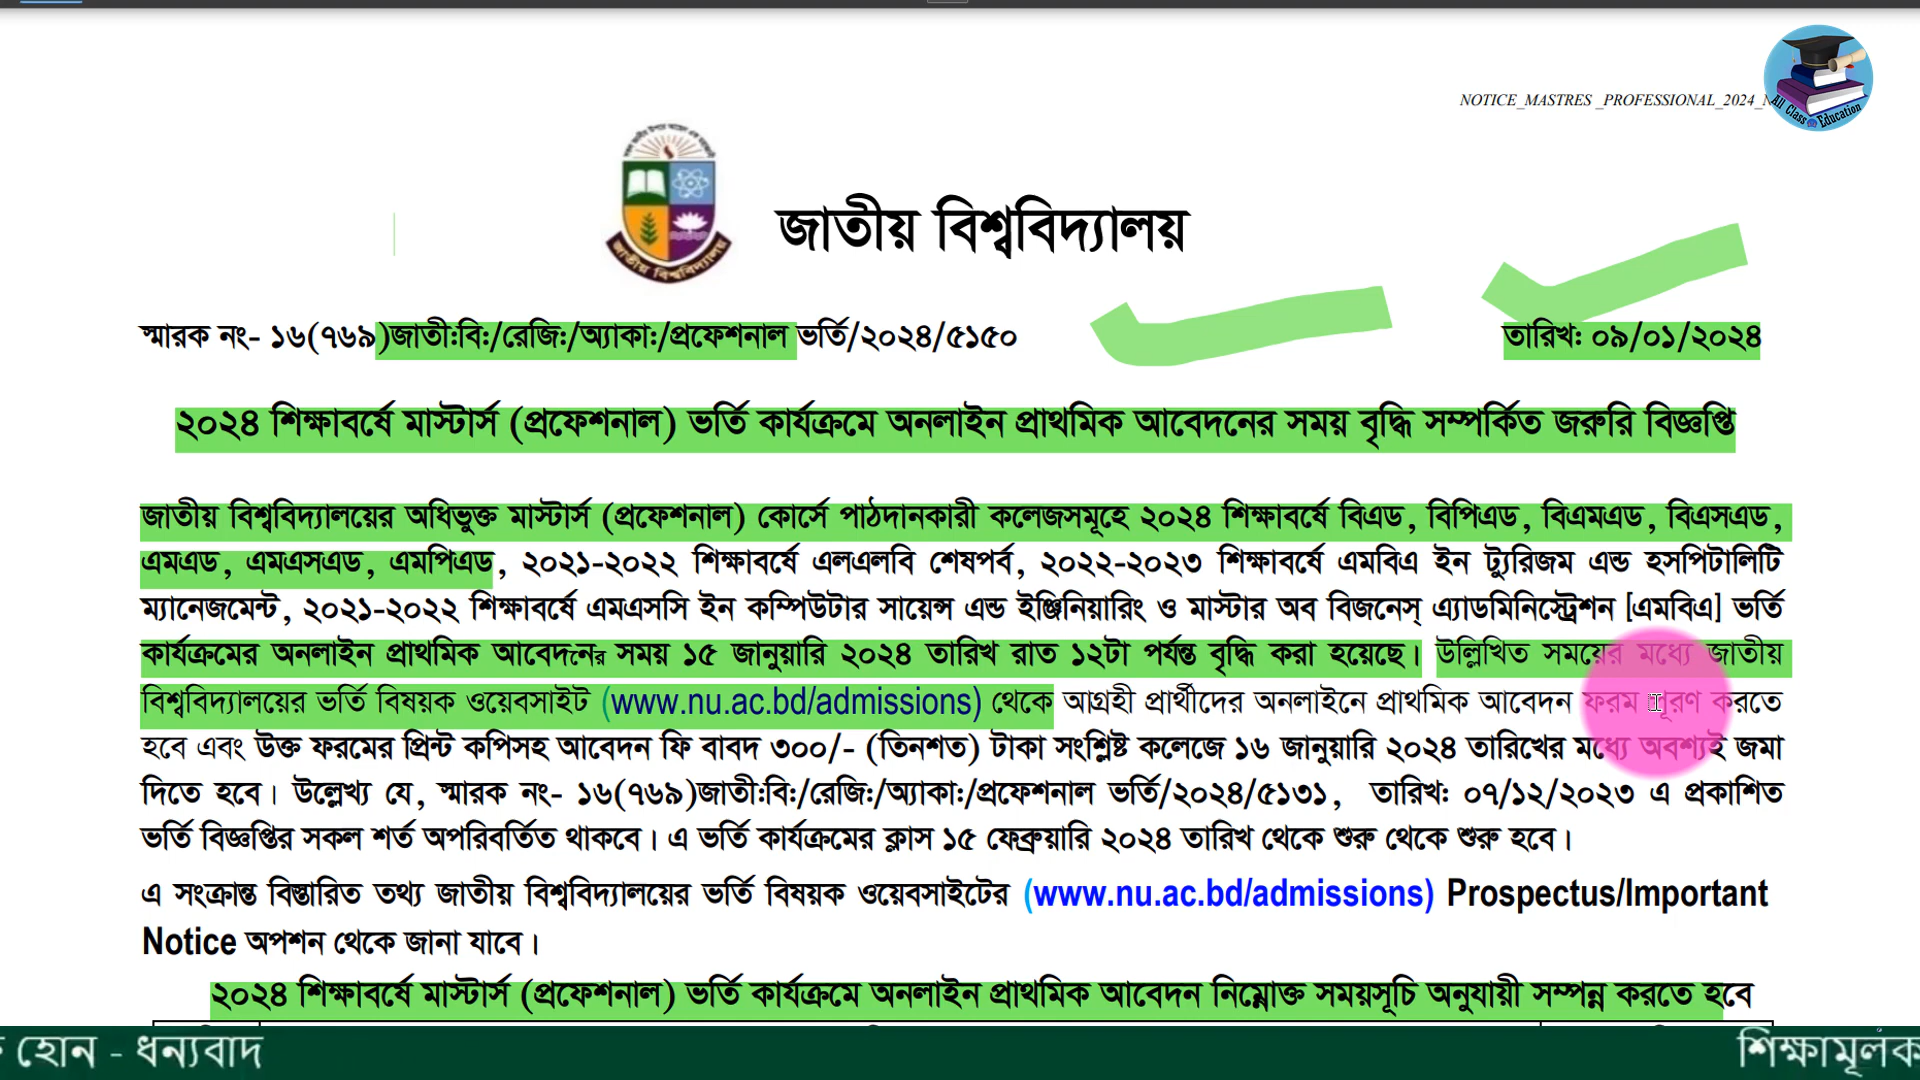 NOTICE_MASTRES _PROFESSIONAL_2024_
All Class Education
জাতীয় বিশ্ববিদ্যালয়
জাতীয় বিশ্ববিদ্যালয়
স্মারক নং- ১৬(৭৬৯)জাতী:বি:/রেজি:/অ্যাকা:/প্রফেশনাল ভর্তি/২০২৪/৫১৫০
তারিখ: ০৯/০১/২০২৪
২০২৪ শিক্ষাবর্ষে মাস্টার্স (প্রফেশনাল) ভর্তি কার্যক্রমে অনলাইন প্রাথমিক আবেদনের সময় বৃদ্ধি সম্পর্কিত জরুরি বিজ্ঞপ্তি
জাতীয় বিশ্ববিদ্যালয়ের অধিভুক্ত মাস্টার্স (প্রফেশনাল) কোর্সে পাঠদানকারী কলেজসমূহে ২০২৪ শিক্ষাবর্ষে বিএড, বিপিএড, বিএমএড, বিএসএড,
এমএড, এমএসএড, এমপিএড, ২০২১-২০২২ শিক্ষাবর্ষে এলএলবি শেষপর্ব, ২০২২-২০২৩ শিক্ষাবর্ষে এমবিএ ইন ট্যুরিজম এন্ড হসপিটালিটি
ম্যানেজমেন্ট, ২০২১-২০২২ শিক্ষাবর্ষে এমএসসি ইন কম্পিউটার সায়েন্স এন্ড ইঞ্জিনিয়ারিং ও মাস্টার অব বিজনেস্ এ্যাডমিনিস্ট্রেশন [এমবিএ] ভর্তি
কার্যক্রমের অনলাইন প্রাথমিক আবেদনের সময় ১৫ জানুয়ারি ২০২৪ তারিখ রাত ১২টা পর্যন্ত বৃদ্ধি করা হয়েছে। উল্লিখিত সময়ের মধ্যে জাতীয়
বিশ্ববিদ্যালয়ের ভর্তি বিষয়ক ওয়েবসাইট (www.nu.ac.bd/admissions) থেকে আগ্রহী প্রার্থীদের অনলাইনে প্রাথমিক আবেদন ফরম পূরণ করতে
হবে এবং উক্ত ফরমের প্রিন্ট কপিসহ আবেদন ফি বাবদ ৩০০/- (তিনশত) টাকা সংশ্লিষ্ট কলেজে ১৬ জানুয়ারি ২০২৪ তারিখের মধ্যে অবশ্যই জমা
দিতে হবে। উল্লেখ্য যে, স্মারক নং- ১৬(৭৬৯)জাতী:বি:/রেজি:/অ্যাকা:/প্রফেশনাল ভর্তি/২০২৪/৫১৩১, তারিখ: ০৭/১২/২০২৩ এ প্রকাশিত
ভর্তি বিজ্ঞপ্তির সকল শর্ত অপরিবর্তিত থাকবে। এ ভর্তি কার্যক্রমের ক্লাস ১৫ ফেব্রুয়ারি ২০২৪ তারিখ থেকে শুরু থেকে শুরু হবে।
এ সংক্রান্ত বিস্তারিত তথ্য জাতীয় বিশ্ববিদ্যালয়ের ভর্তি বিষয়ক ওয়েবসাইটের (www.nu.ac.bd/admissions) Prospectus/Important
Notice অপশন থেকে জানা যাবে।
২০২৪ শিক্ষাবর্ষে মাস্টার্স (প্রফেশনাল) ভর্তি কার্যক্রমে অনলাইন প্রাথমিক আবেদন নিম্নোক্ত সময়সূচি অনুযায়ী সম্পন্ন করতে হবে
হোন - ধন্যবাদ
শিক্ষামূলক